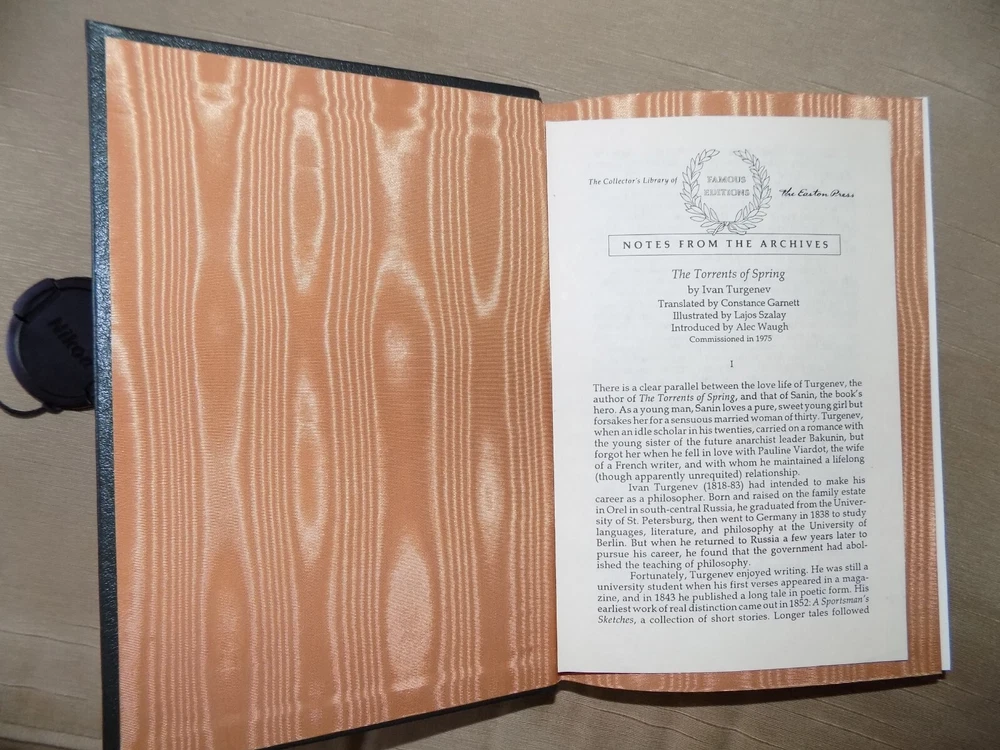 Nikon
The Collector's Library of
FAMOUS
EDITIONS
The Easton Press
NOTES FROM THE ARCHIVES
The Torrents of Spring
by Ivan Turgenev
Translated by Constance Garnett
Illustrated by Lajos Szalay
Introduced by Alec Waugh
Commissioned in 1975
I
There is a clear parallel between the love life of Turgenev, the
author of The Torrents of Spring, and that of Sanin, the book's
hero. As a young man, Sanin loves a pure, sweet young girl but
forsakes her for a sensuous married woman of thirty. Turgenev,
when an idle scholar in his twenties, carried on a romance with
the young sister of the future anarchist leader Bakunin, but
forgot her when he fell in love with Pauline Viardot, the wife
of a French writer, and with whom he maintained a lifelong
(though apparently unrequited) relationship.
Ivan Turgenev (1818-83) had intended to make his
career as a philosopher. Born and raised on the family estate
in Orel in south-central Russia, he graduated from the Univer-
sity of St. Petersburg, then went to Germany in 1838 to study
languages, literature, and philosophy at the University of
Berlin. But when he returned to Russia a few years later to
pursue his career, he found that the government had abol-
ished the teaching of philosophy.
Fortunately, Turgenev enjoyed writing. He was still a
university student when his first verses appeared in a maga-
zine, and in 1843 he published a long tale in poetic form. His
earliest work of real distinction came out in 1852: A Sportsman's
Sketches, a collection of short stories. Longer tales followed